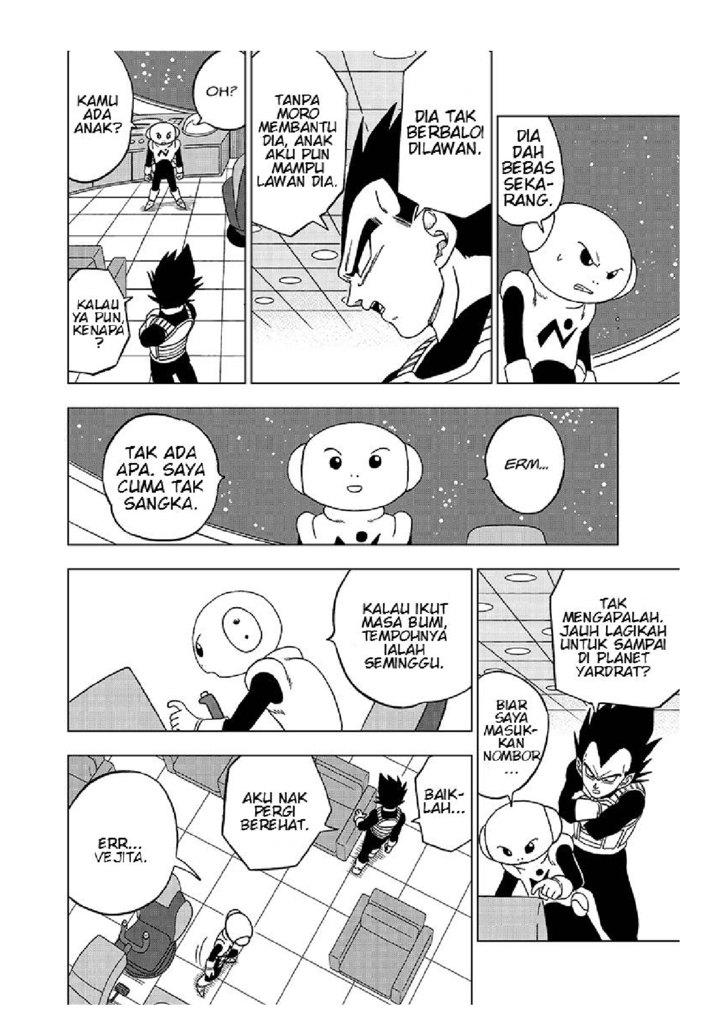 DIA
DAH
BEBAS
SEKA-
RANG.
DIA TAK
BERBALOI
DILAWAN.
TANPA
MORO
MEMBANTU
DIA, ANAK
AKU PUN
MAMPU
LAWAN DIA.
OH?
KAMU
ADA
ANAK?
KALAU
YA PUN,
KENAPA
?
ERM...
TAK ADA
APA. SAYA
CUMA TAK
SANGKA.
TAK
MENGAPALAH.
JAUH LAGIKAH
UNTUK SAMPAI
DI PLANET
YARDRAT?
BIAR
SAYA
MASUK-
KAN
NOMBOR
...
KALAU IKUT
MASA BUMI,
TEMPOHNYA
IALAH
SEMINGGU.
BAIK-
LAH...
AKU NAK
PERGI
BEREHAT.
ERR...
VEJITA.